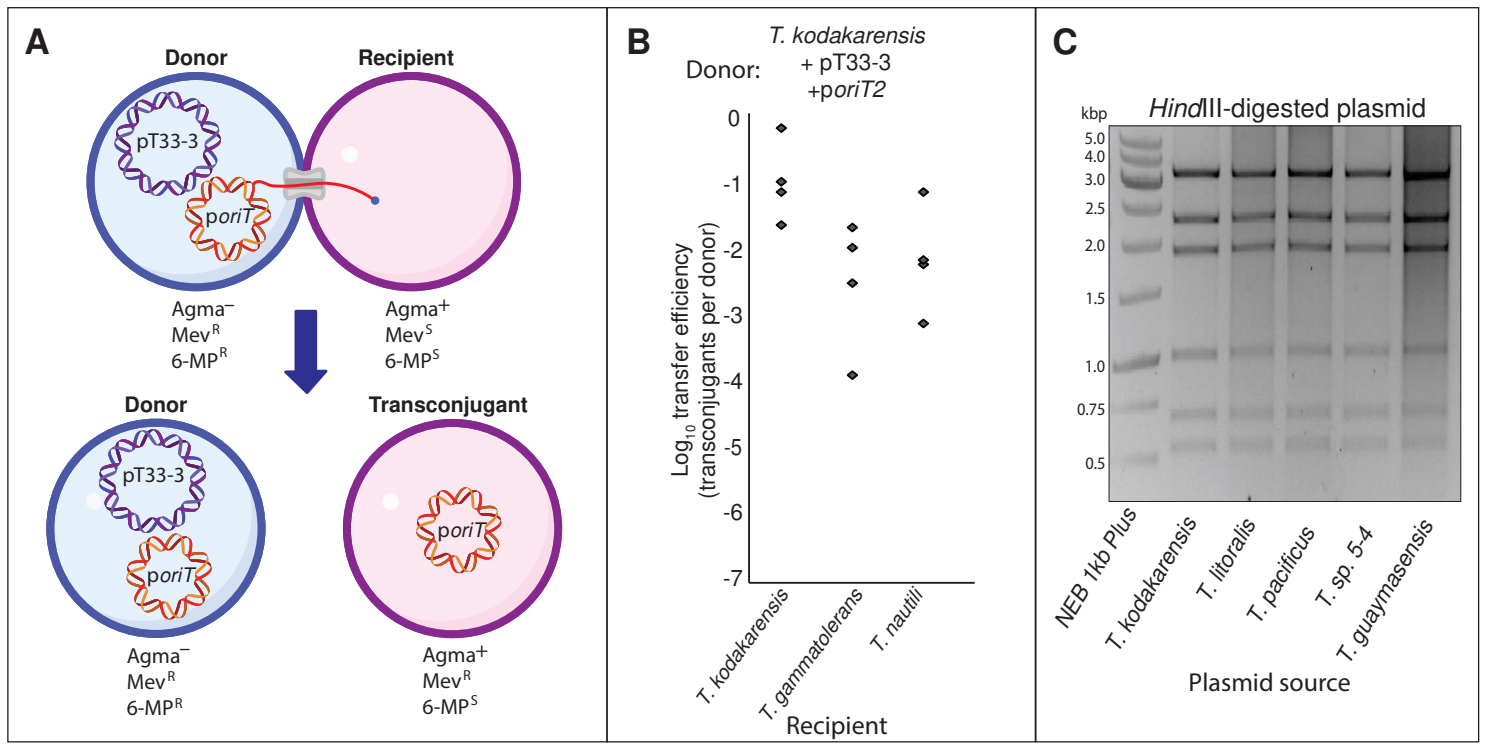 A
Donor
Recipient
pT33-3
poriT
Agma⁻
Mevᴿ
6-MPᴿ
Agma⁺
Mevˢ
6-MPˢ
Donor
Transconjugant
pT33-3
poriT
poriT
Agma⁻
Mevᴿ
6-MPᴿ
Agma⁺
Mevᴿ
6-MPˢ
B
Donor:
T. kodakarensis
+ pT33-3
+poriT2
Log₁₀ transfer efficiency
(transconjugants per donor)
0
-1
-2
-3
-4
-5
-6
-7
T. kodakarensis
T. gammatolerans
T. nautili
Recipient
C
HindIII-digested plasmid
kbp
5.0
4.0
3.0
2.5
2.0
1.5
1.0
0.75
0.5
NEB 1kb Plus
T. kodakarensis
T. litoralis
T. pacificus
T. sp. 5-4
T. guaymasensis
Plasmid source